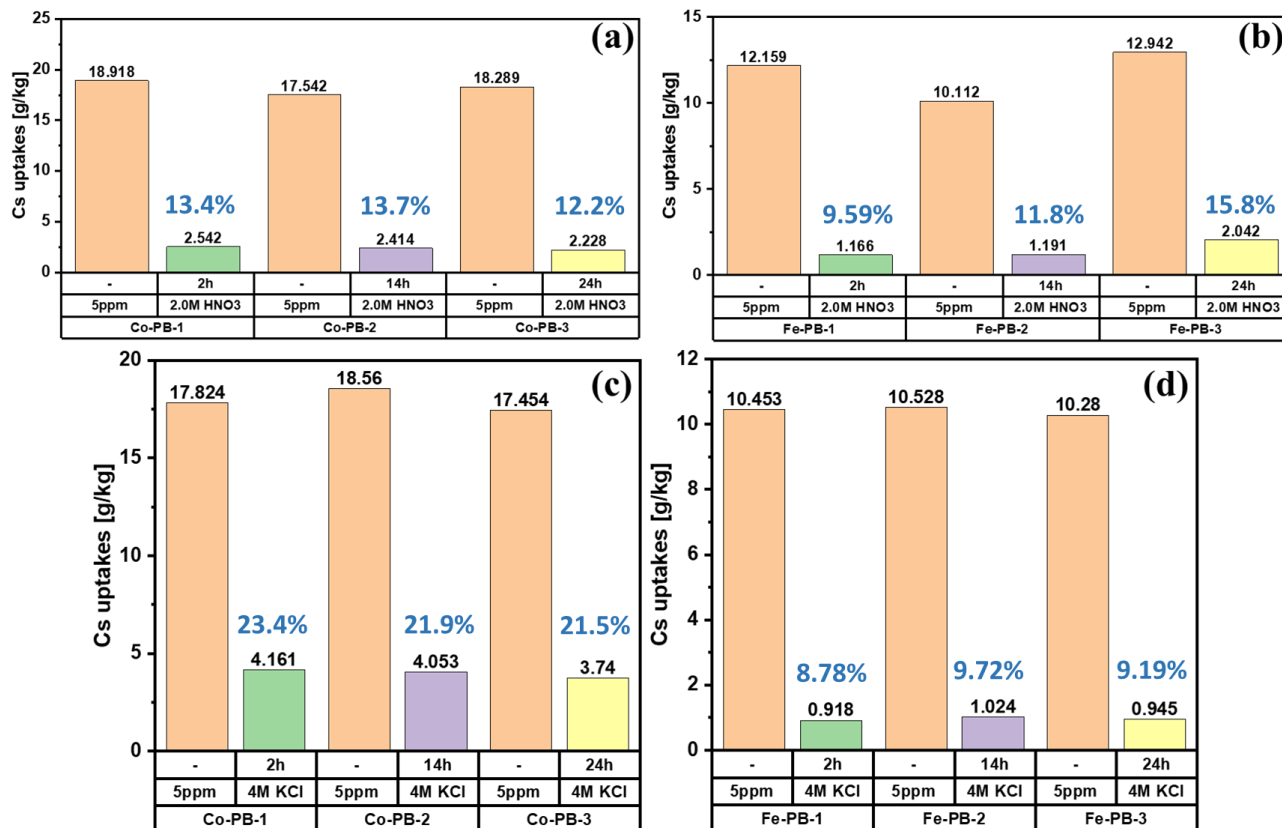 (a)
Cs uptakes [g/kg]
25
20
15
10
5
0
18.918
17.542
18.289
13.4%
13.7%
12.2%
2.542
2.414
2.228
- 2h - 14h - 24h
5ppm 2.0M HNO3 5ppm 2.0M HNO3 5ppm 2.0M HNO3
Co-PB-1 Co-PB-2 Co-PB-3
(b)
Cs uptakes [g/kg]
15
10
5
0
12.159
10.112
12.942
9.59%
11.8%
15.8%
1.166
1.191
2.042
- 2h - 14h - 24h
5ppm 2.0M HNO3 5ppm 2.0M HNO3 5ppm 2.0M HNO3
Fe-PB-1 Fe-PB-2 Fe-PB-3
(c)
Cs uptakes [g/kg]
20
15
10
5
0
17.824
18.56
17.454
23.4%
21.9%
21.5%
4.161
4.053
3.74
- 2h - 14h - 24h
5ppm 4M KCl 5ppm 4M KCl 5ppm 4M KCl
Co-PB-1 Co-PB-2 Co-PB-3
(d)
Cs uptakes [g/kg]
12
10
8
6
4
2
0
10.453
10.528
10.28
8.78%
9.72%
9.19%
0.918
1.024
0.945
- 2h - 14h - 24h
5ppm 4M KCl 5ppm 4M KCl 5ppm 4M KCl
Fe-PB-1 Fe-PB-2 Fe-PB-3